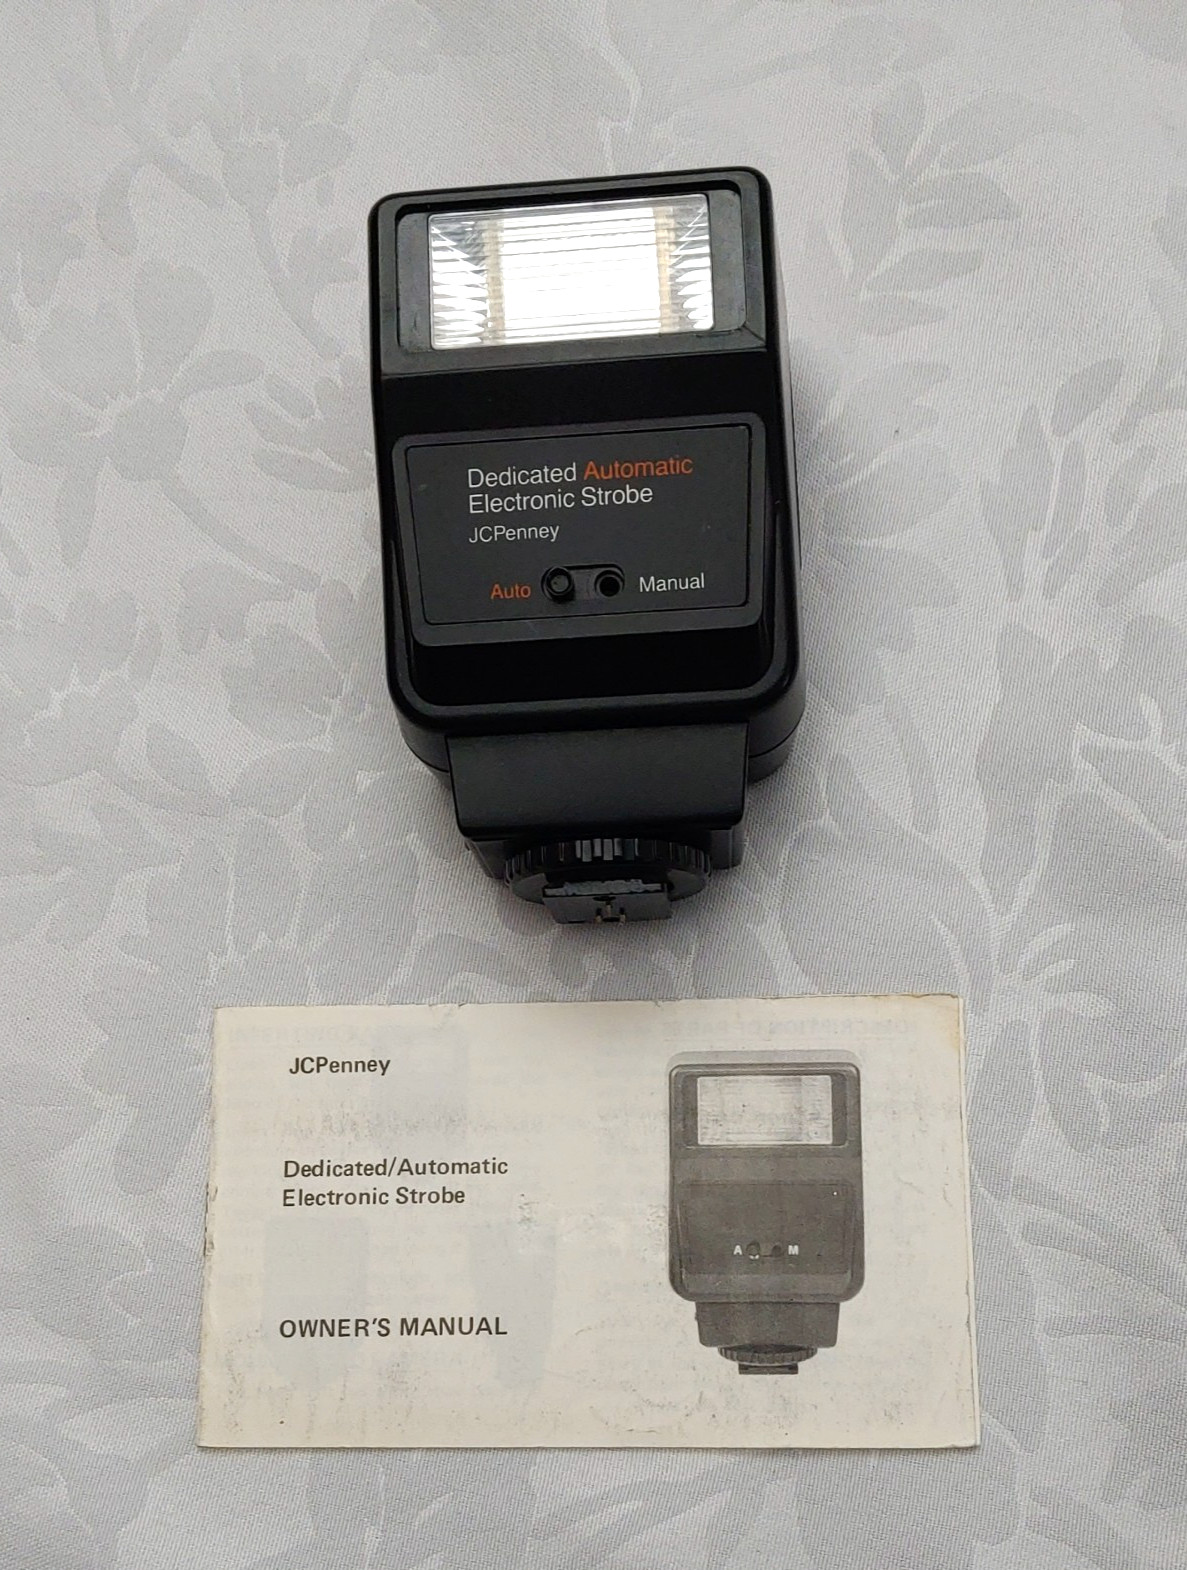 Dedicated Automatic
Electronic Strobe
JCPenney
Auto Manual
JCPenney
Dedicated/Automatic
Electronic Strobe
OWNER'S MANUAL
A M